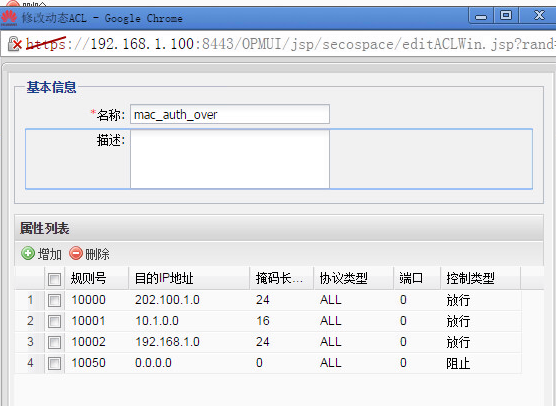 修改动态ACL - Google Chrome
https://192.168.1.100:8443/OPMUI/jsp/secospace/editACLWin.jsp?rand=
基本信息
*名称: mac_auth_over
描述:
属性列表
增加 删除
规则号 目的IP地址 掩码长... 协议类型 端口 控制类型
1 10000 202.100.1.0 24 ALL 0 放行
2 10001 10.1.0.0 16 ALL 0 放行
3 10002 192.168.1.0 24 ALL 0 放行
4 10050 0.0.0.0 0 ALL 0 阻止